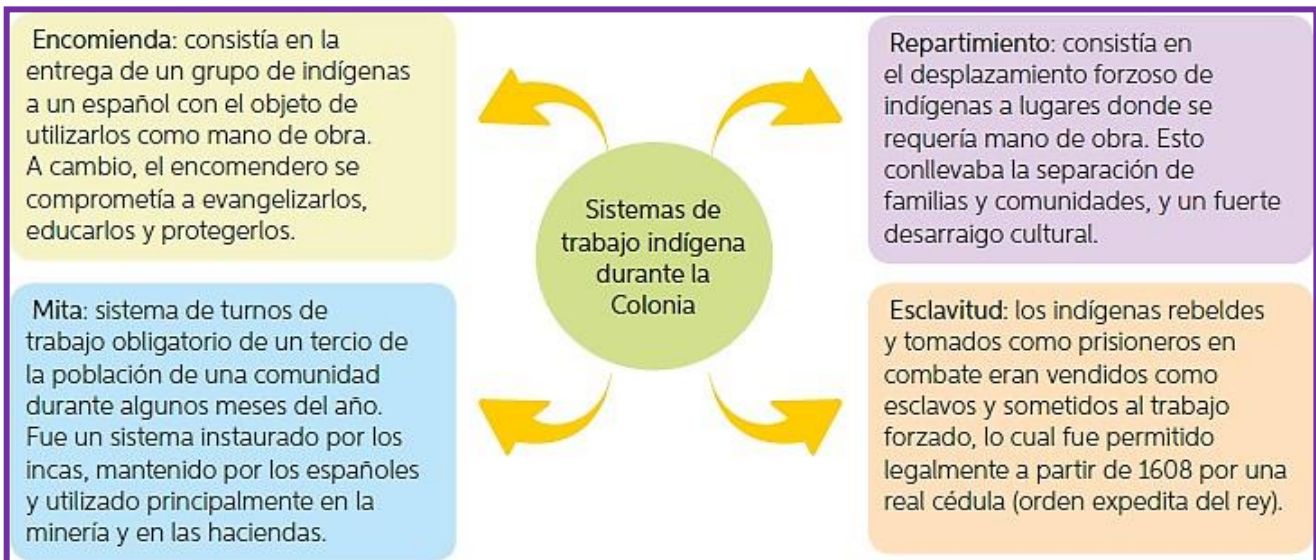 Encomienda: consistía en la
entrega de un grupo de indígenas
a un español con el objeto de
utilizarlos como mano de obra.
A cambio, el encomendero se
comprometía a evangelizarlos,
educarlos y protegerlos.
Repartimiento: consistía en
el desplazamiento forzoso de
indígenas a lugares donde se
requería mano de obra. Esto
conllevaba la separación de
familias y comunidades, y un fuerte
desarraigo cultural.
Sistemas de
trabajo indígena
durante la
Colonia
Mita: sistema de turnos de
trabajo obligatorio de un tercio de
la población de una comunidad
durante algunos meses del año.
Fue un sistema instaurado por los
incas, mantenido por los españoles
y utilizado principalmente en la
minería y en las haciendas.
Esclavitud: los indígenas rebeldes
y tomados como prisioneros en
combate eran vendidos como
esclavos y sometidos al trabajo
forzado, lo cual fue permitido
legalmente a partir de 1608 por una
real cédula (orden expedita del rey).